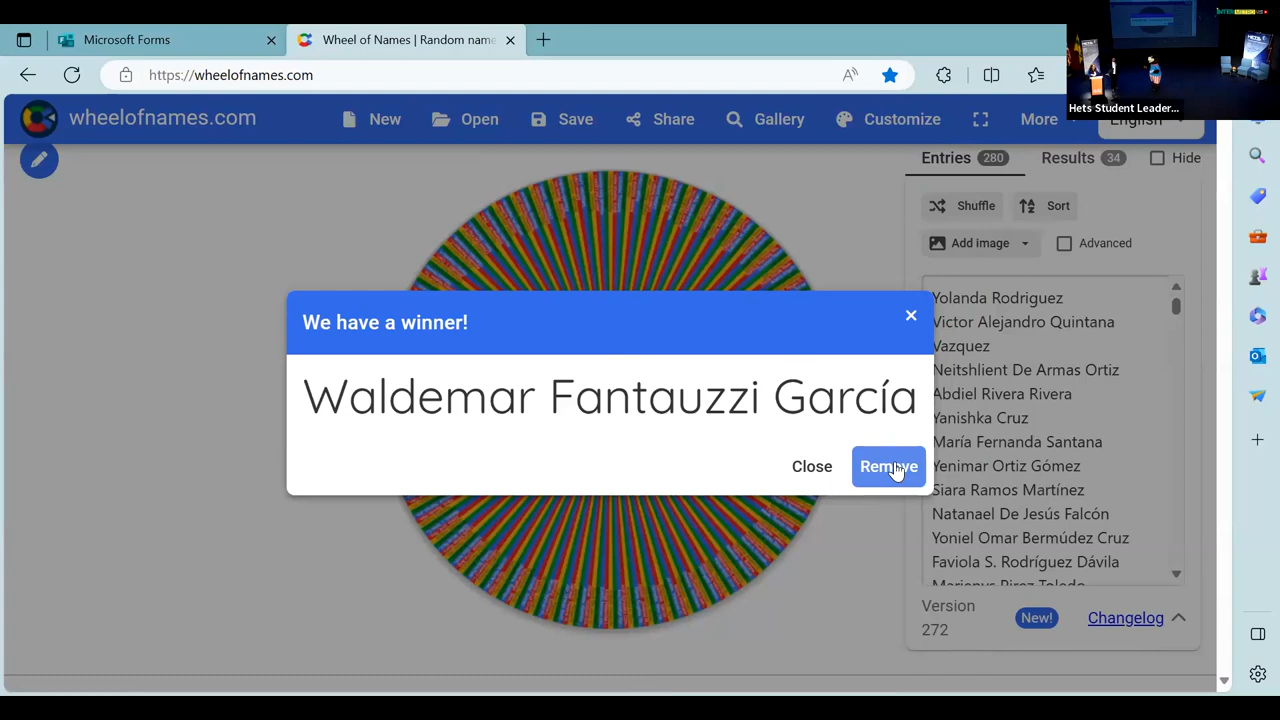 Microsoft Forms
Wheel of Names | Random name
https://wheelofnames.com
Hets Student Leader...
wheelofnames.com
New
Open
Save
Share
Gallery
Customize
More
English
Entries 280
Results 34
Hide
Shuffle
Sort
Add image
Advanced
We have a winner!
Waldemar Fantauzzi García
Close
Remove
Yolanda Rodriguez
Victor Alejandro Quintana
Vazquez
Neitshlient De Armas Ortiz
Abdiel Rivera Rivera
Yanishka Cruz
María Fernanda Santana
Yenimar Ortiz Gómez
Siara Ramos Martínez
Natanael De Jesús Falcón
Yoniel Omar Bermúdez Cruz
Faviola S. Rodríguez Dávila
Marienys Pirez Toledo
Version
272
New!
Changelog